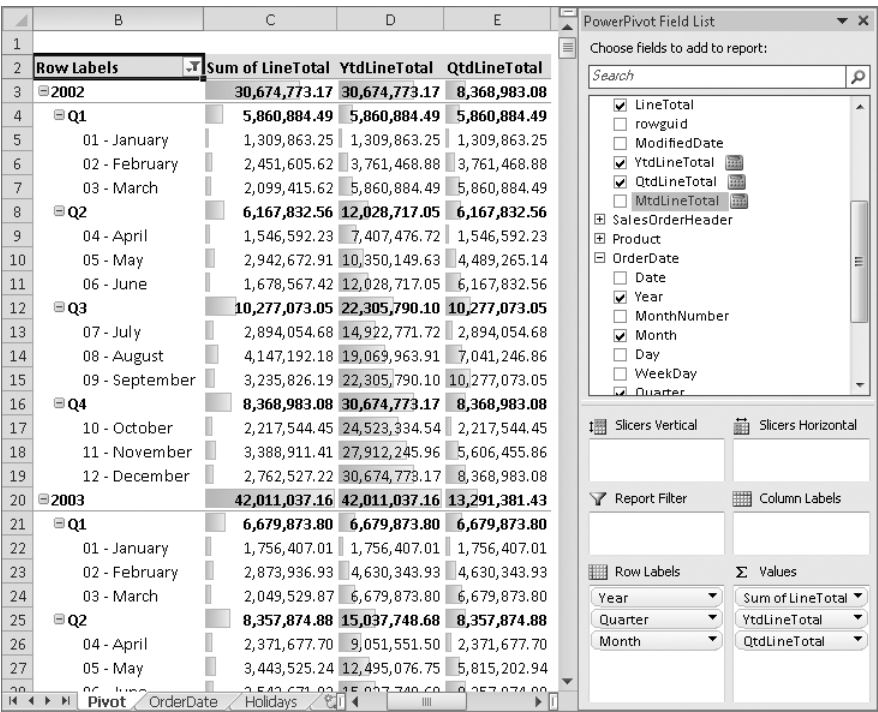 B C D E
1
2 Row Labels Sum of LineTotal YtdLineTotal QtdLineTotal
3 2002 30,674,773.17 30,674,773.17 8,368,983.08
4 Q1 5,860,884.49 5,860,884.49 5,860,884.49
5 01 - January 1,309,863.25 1,309,863.25 1,309,863.25
6 02 - February 2,451,605.62 3,761,468.88 3,761,468.88
7 03 - March 2,099,415.62 5,860,884.49 5,860,884.49
8 Q2 6,167,832.56 12,028,717.05 6,167,832.56
9 04 - April 1,546,592.23 7,407,476.72 1,546,592.23
10 05 - May 2,942,672.91 10,350,149.63 4,489,265.14
11 06 - June 1,678,567.42 12,028,717.05 6,167,832.56
12 Q3 10,277,073.05 22,305,790.10 10,277,073.05
13 07 - July 2,894,054.68 14,922,771.72 2,894,054.68
14 08 - August 4,147,192.18 19,069,963.91 7,041,246.86
15 09 - September 3,235,826.19 22,305,790.10 10,277,073.05
16 Q4 8,368,983.08 30,674,773.17 8,368,983.08
17 10 - October 2,217,544.45 24,523,334.54 2,217,544.45
18 11 - November 3,388,911.41 27,912,245.96 5,606,455.86
19 12 - December 2,762,527.22 30,674,773.17 8,368,983.08
20 2003 42,011,037.16 42,011,037.16 13,291,381.43
21 Q1 6,679,873.80 6,679,873.80 6,679,873.80
22 01 - January 1,756,407.01 1,756,407.01 1,756,407.01
23 02 - February 2,873,936.93 4,630,343.93 4,630,343.93
24 03 - March 2,049,529.87 6,679,873.80 6,679,873.80
25 Q2 8,357,874.88 15,037,748.68 8,357,874.88
26 04 - April 2,371,677.70 9,051,551.50 2,371,677.70
27 05 - May 3,443,525.24 12,495,076.75 5,815,202.94
Pivot OrderDate Holidays
PowerPivot Field List
Choose fields to add to report:
Search
LineTotal
rowguid
ModifiedDate
YtdLineTotal
QtdLineTotal
MtdLineTotal
SalesOrderHeader
Product
OrderDate
Date
Year
MonthNumber
Month
Day
WeekDay
Quarter
Slicers Vertical Slicers Horizontal
Report Filter Column Labels
Row Labels Σ Values
Year Sum of LineTotal
Quarter YtdLineTotal
Month QtdLineTotal